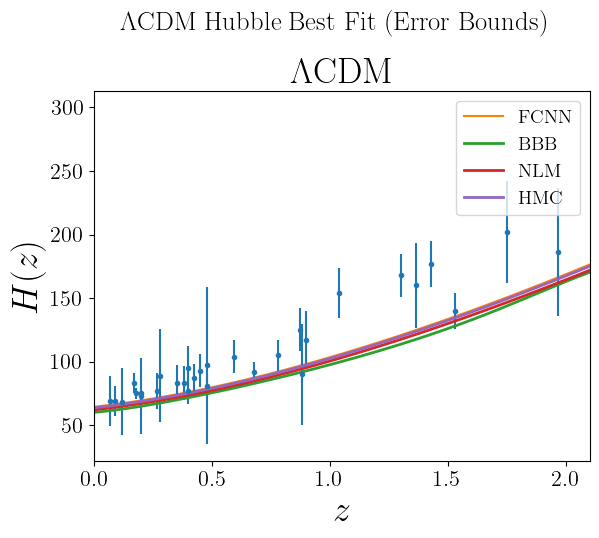 ΛCDM Hubble Best Fit (Error Bounds)
ΛCDM
300
250
200
150
100
50
H(z)
FCNN
BBB
NLM
HMC
0.0 0.5 1.0 1.5 2.0
z